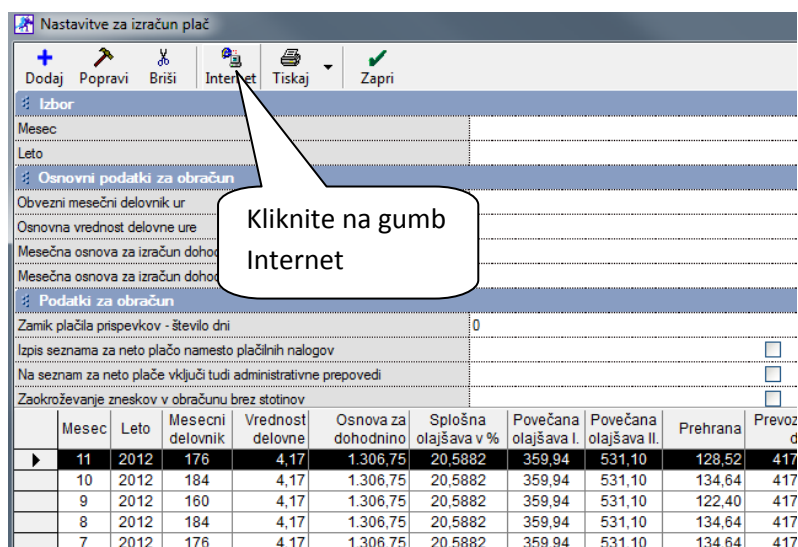 Nastavitve za izračun plač
Dodaj Popravi Briši Internet Tiskaj Zapri
Izbor
Mesec
Leto
Osnovni podatki za obračun
Obvezni mesečni delovnik ur
Osnovna vrednost delovne ure
Mesečna osnova za izračun
Mesečna osnova za izračun
Kliknite na gumb
Internet
Podatki za obračun
Zamik plačila prispevkov - število dni 0
Izpis seznama za neto plačo namesto plačilnih nalogov
Na seznam za neto plače vključi tudi administrativne prepovedi
Zaokroževanje zneskov v obračunu brez stotinov
Mesec Leto Mesecni delovnik Vrednost delovne Osnova za dohodnino Splošna olajšava v % Povečana olajšava I. Povečana olajšava II. Prehrana Prevoz
11 2012 176 4,17 1.306,75 20,5882 359,94 531,10 128,52 417
10 2012 184 4,17 1.306,75 20,5882 359,94 531,10 134,64 417
9 2012 160 4,17 1.306,75 20,5882 359,94 531,10 122,40 417
8 2012 184 4,17 1.306,75 20,5882 359,94 531,10 134,64 417
7 2012 176 4,17 1.306,75 20,5882 359,94 531,10 134,64 417